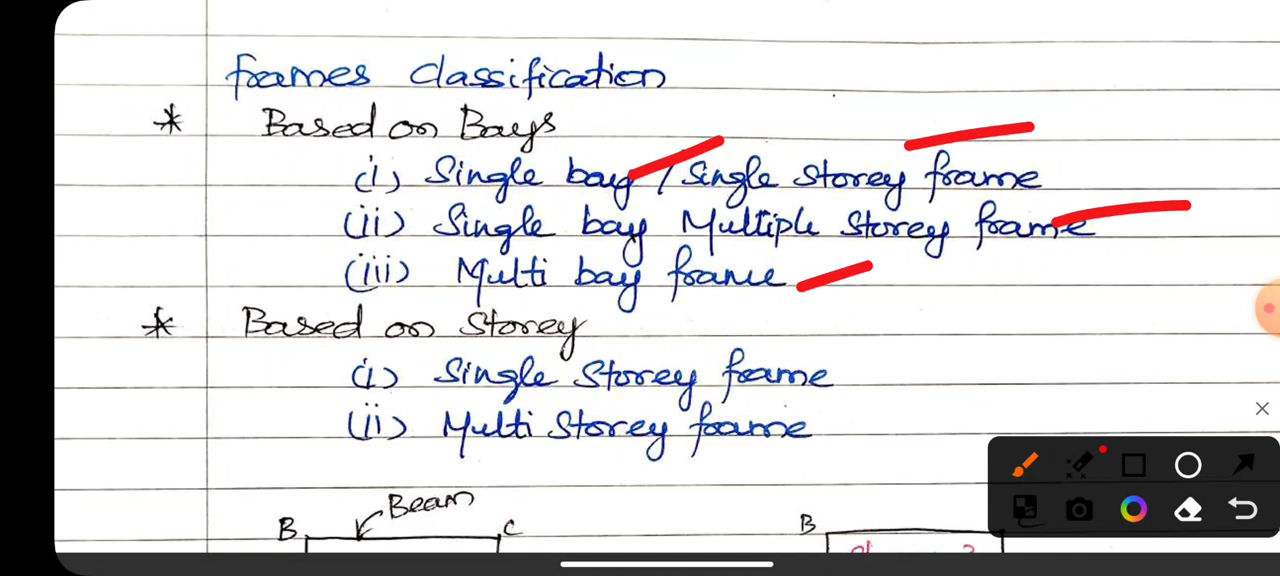 Frames classification
* Based on Bays
(i) Single bay / Single Storey frame
(ii) Single bay Multiple Storey frame
(iii) Multi bay frame
* Based on Storey
(i) Single Storey frame
(ii) Multi Storey frame
Beam
B C B